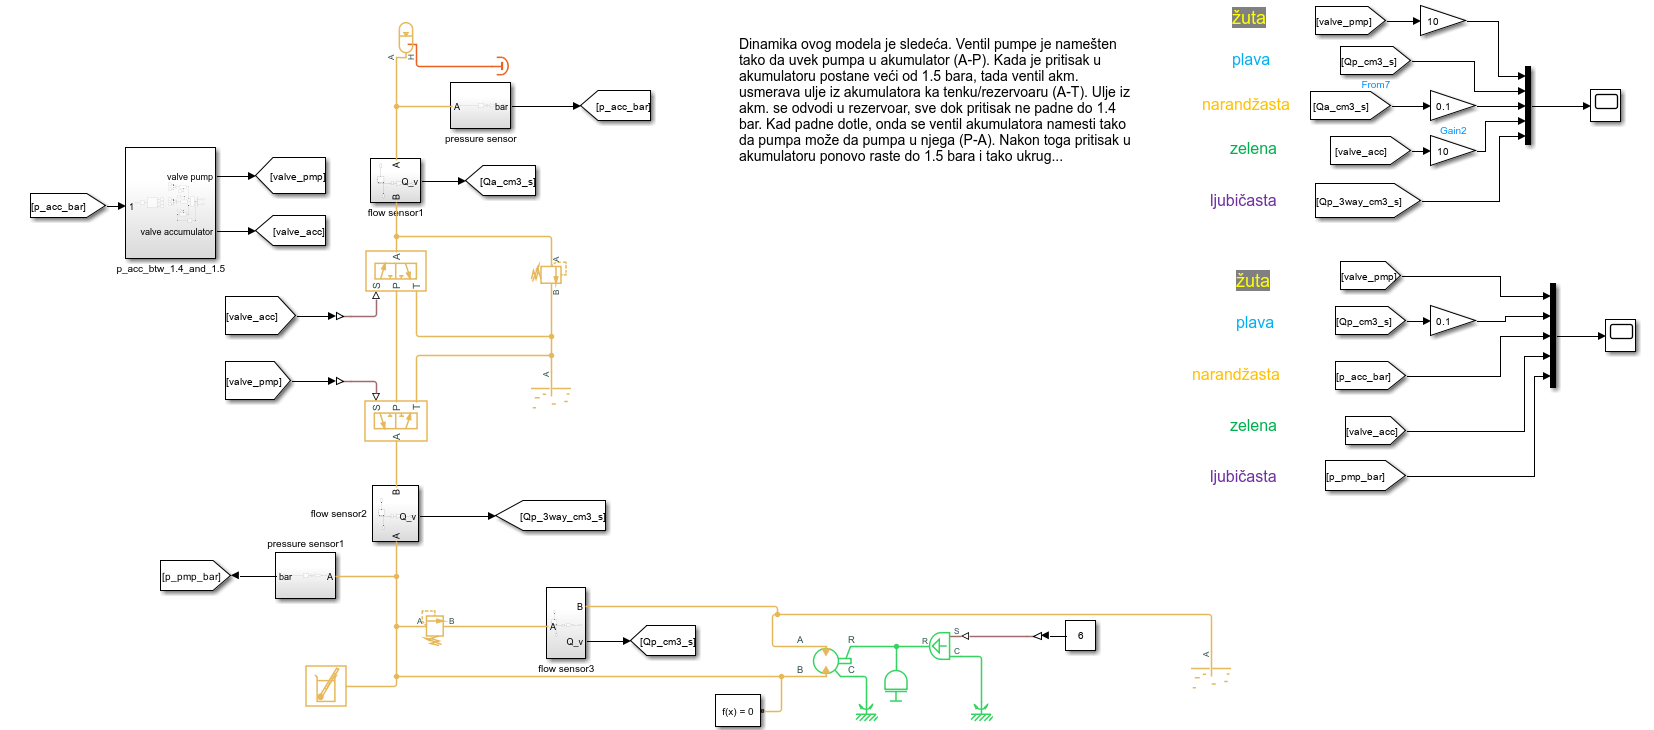 Dinamika ovog modela je sledeća. Ventil pumpe je namešten
tako da uvek pumpa u akumulator (A-P). Kada je pritisak u
akumulatoru postane veći od 1.5 bara, tada ventil akm.
usmerava ulje iz akumulatora ka tenku/rezervoaru (A-T). Ulje iz
akm. se odvodi u rezervoar, sve dok pritisak ne padne do 1.4
bar. Kad padne dotle, onda se ventil akumulatora namesti tako
da pumpa može da pumpa u njega (P-A). Nakon toga pritisak u
akumulatoru ponovo raste do 1.5 bara i tako ukrug...
A
H
A
bar
pressure sensor
[p_acc_bar]
A
Q_v
B
flow sensor1
[Qa_cm3_s]
[p_acc_bar]
1
valve pump
valve accumulator
p_acc_btw_1.4_and_1.5
[valve_pmp]
[valve_acc]
A
S
P
T
A
B
[valve_acc]
[valve_pmp]
A
S
P
T
A
B
Q_v
A
flow sensor2
[Qp_3way_cm3_s]
pressure sensor1
[p_pmp_bar]
bar
A
A
B
B
A
Q_v
flow sensor3
[Qp_cm3_s]
A
R
B
C
R
S
C
6
A
f(x) = 0
žuta
[valve_pmp]
10
plava
[Qp_cm3_s]
From7
narandžasta
[Qa_cm3_s]
0.1
Gain2
zelena
[valve_acc]
10
ljubičasta
[Qp_3way_cm3_s]
žuta
[valve_pmp]
plava
[Qp_cm3_s]
0.1
narandžasta
[p_acc_bar]
zelena
[valve_acc]
ljubičasta
[p_pmp_bar]